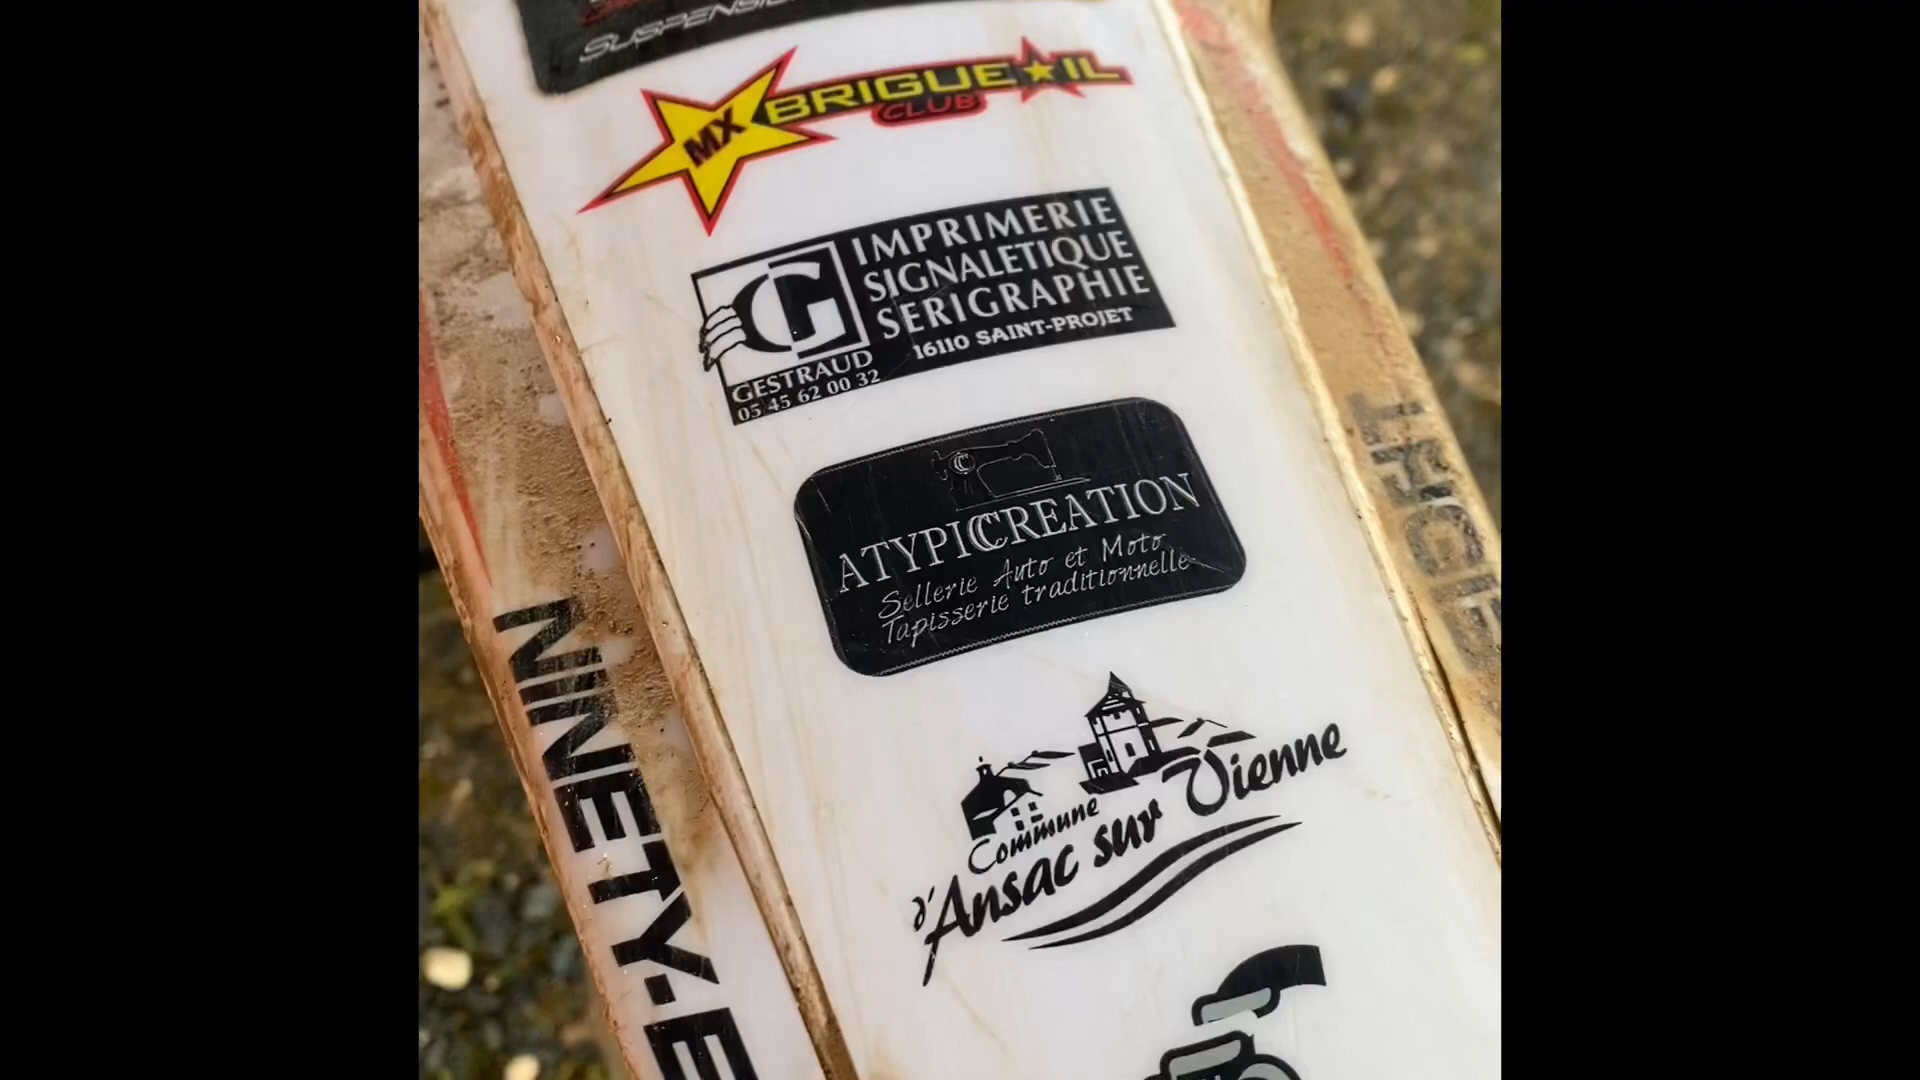 SUSPENSION
MX
BRIGUE★IL
CLUB
IMPRIMERIE
SIGNALETIQUE
SERIGRAPHIE
16110 SAINT-PROJET
G
GESTRAUD
05 45 62 00 32
ATYPICCREATION
Sellerie Auto et Moto
Tapisserie traditionnelle
Commune
d'Ansac sur Vienne
NINETY.E